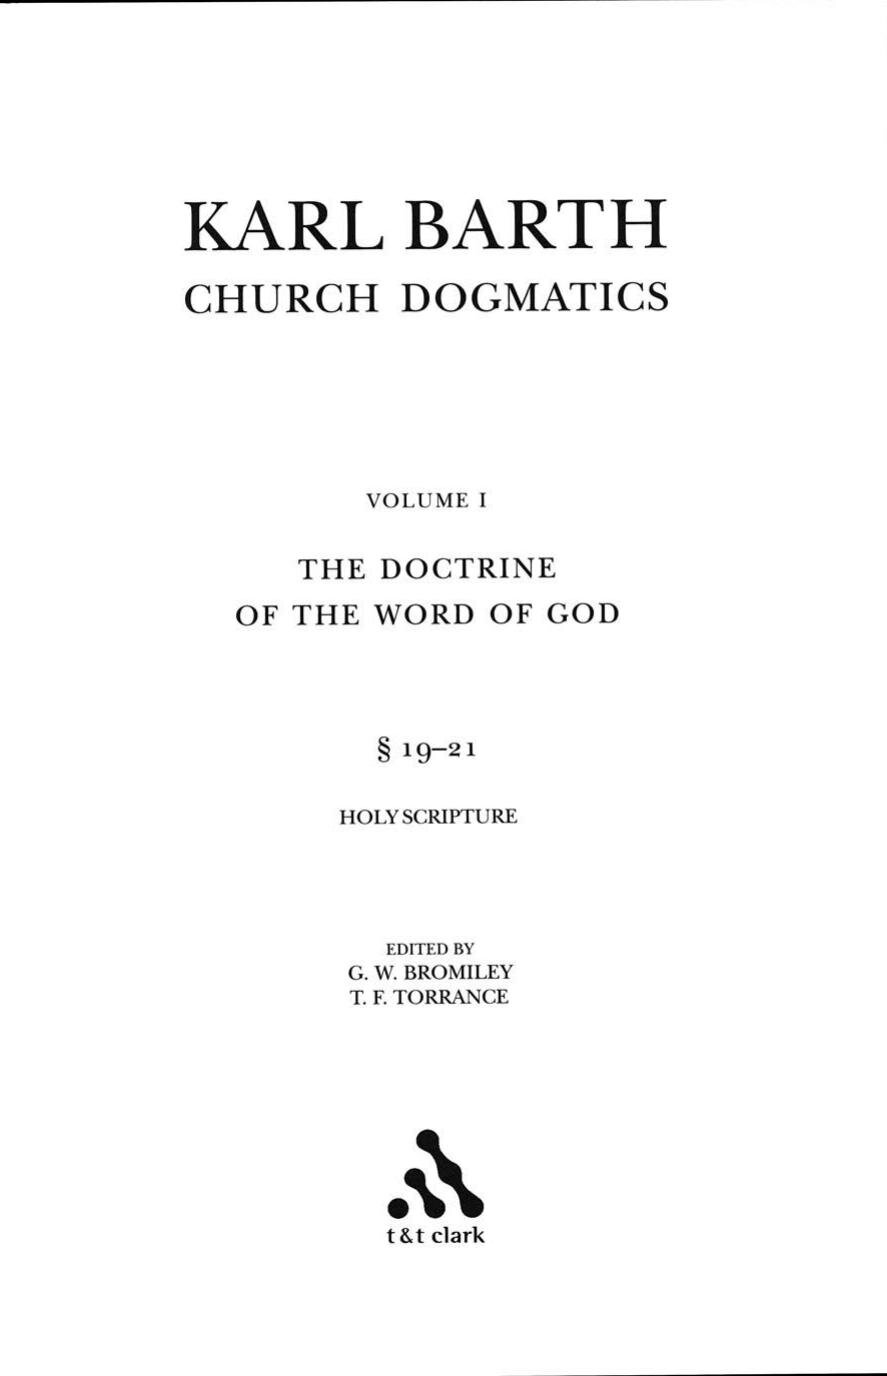 KARL BARTH
CHURCH DOGMATICS
VOLUME I
THE DOCTRINE
OF THE WORD OF GOD
§ 19–21
HOLY SCRIPTURE
EDITED BY
G. W. BROMILEY
T. F. TORRANCE
t&t clark